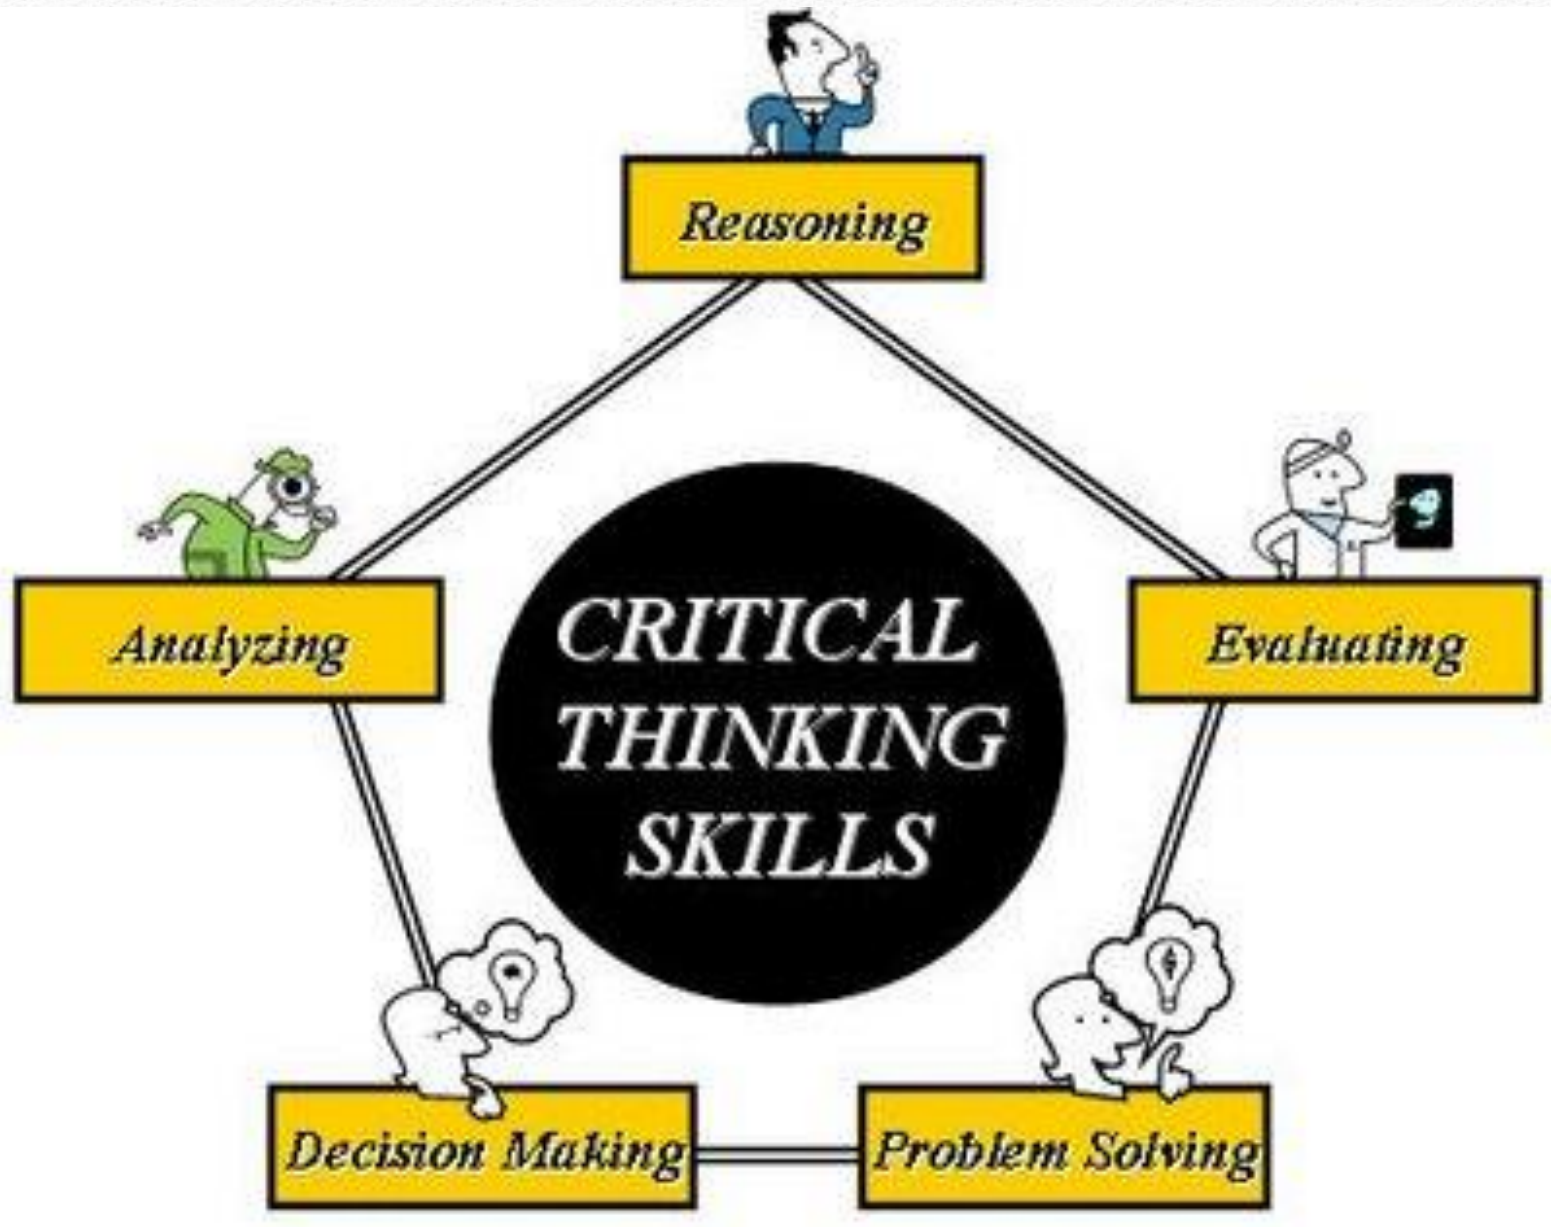 Reasoning
Analyzing
Evaluating
CRITICAL
THINKING
SKILLS
Decision Making
Problem Solving